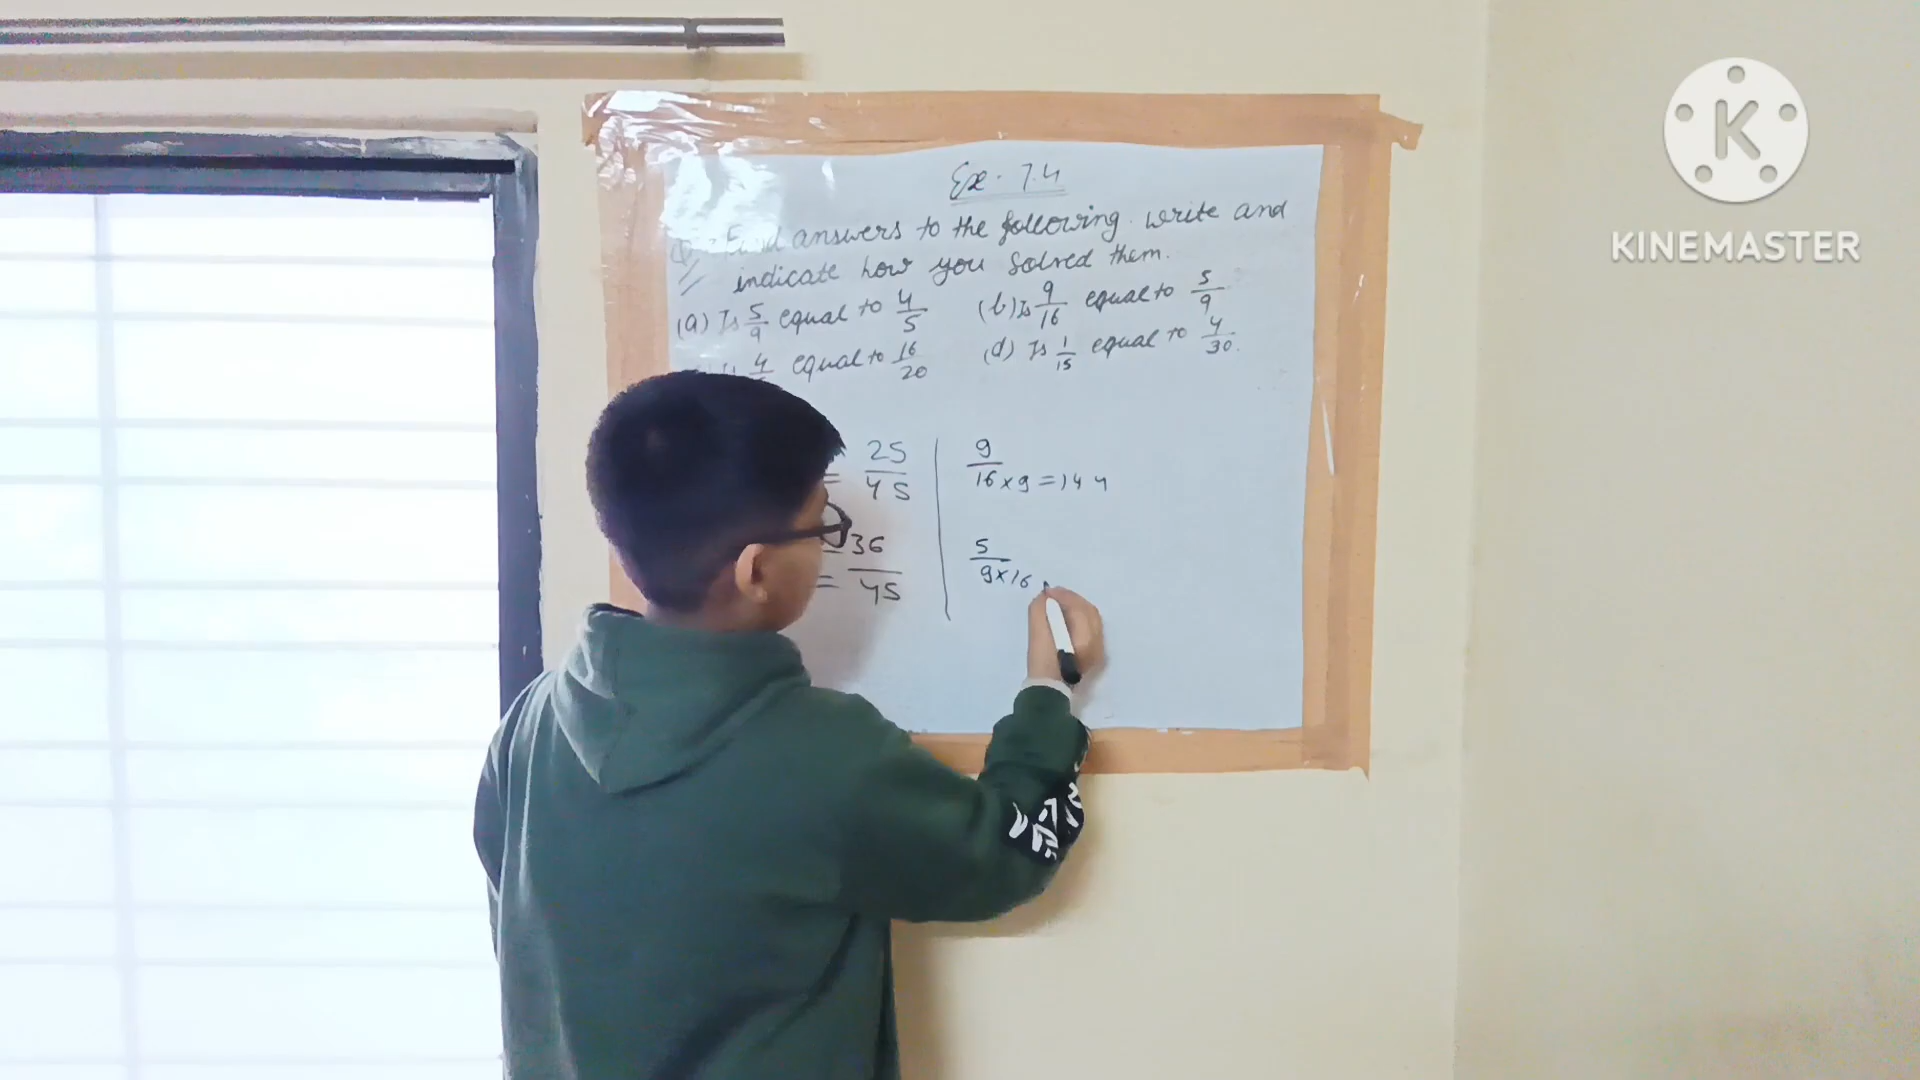 Ex. 7.4
Q. Find answers to the following. Write and
indicate how you solved them.
(a) Is 5/9 equal to 4/5 (b) Is 9/16 equal to 5/9
4 equal to 16/20 (d) Is 1/15 equal to 4/30.
= 25/45
9/16 × 9 = 144
= 36/45
5/9 × 16
K
KINEMASTER